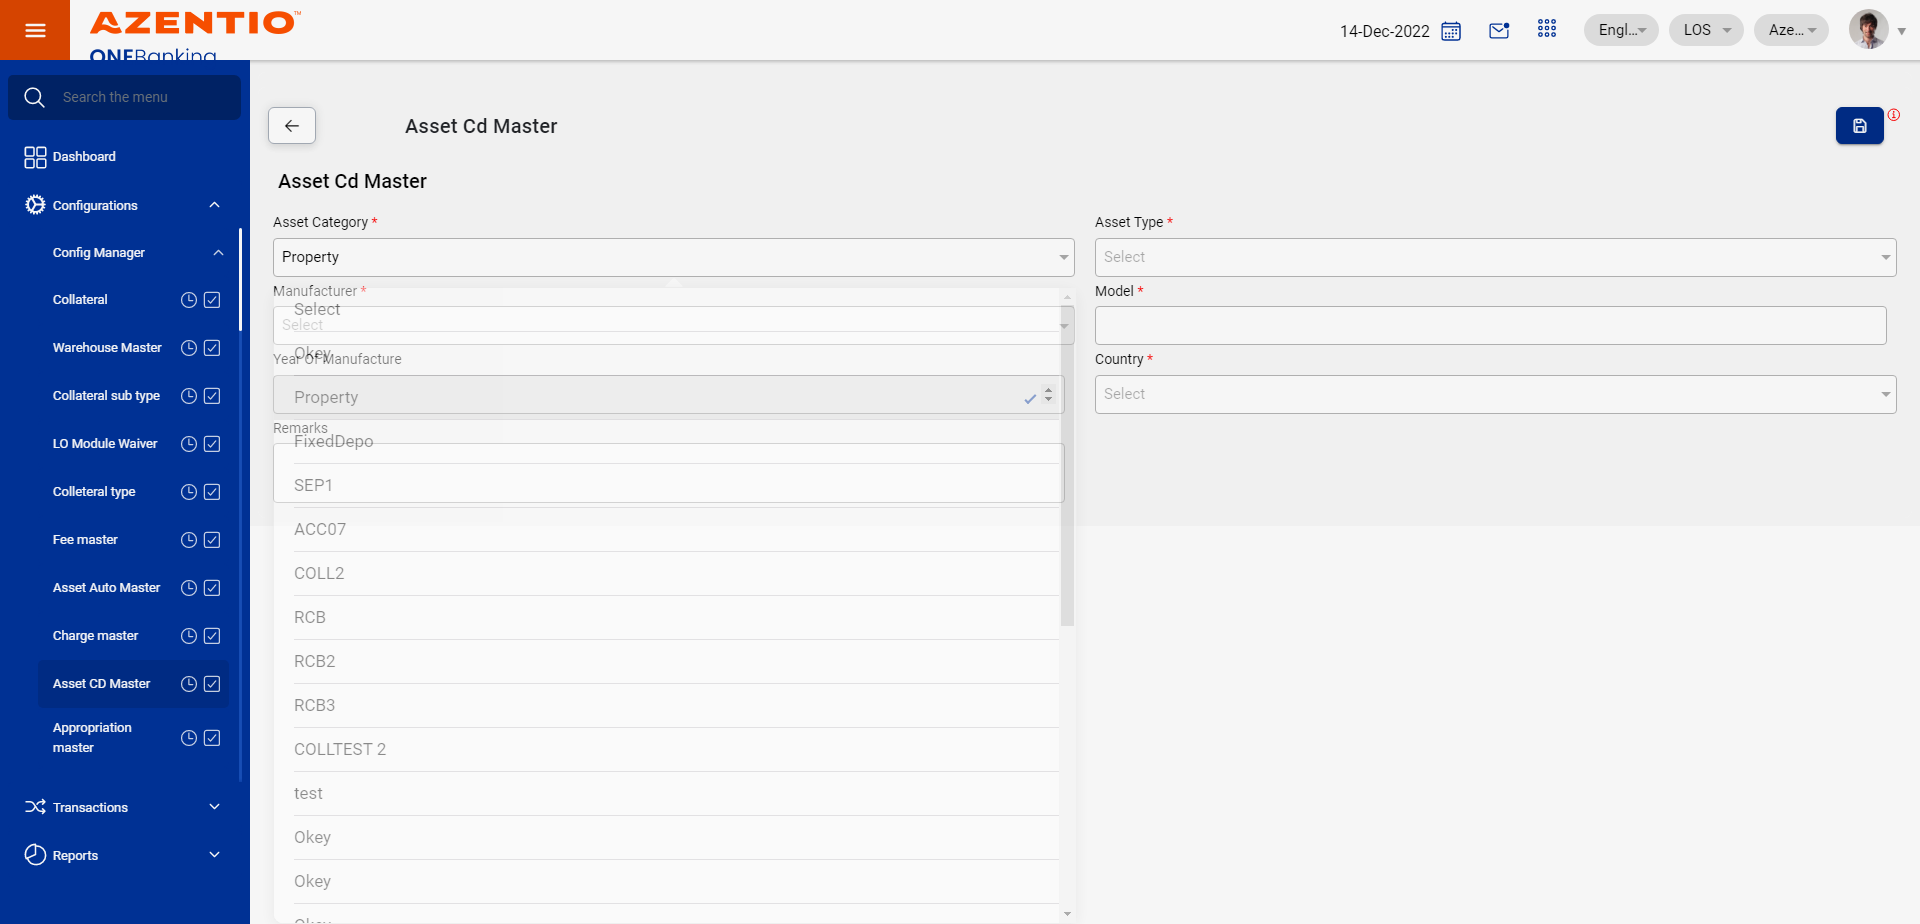 AZENTIO™
ONEBanking
14-Dec-2022
Engl...
LOS
Aze...
Search the menu
Dashboard
Configurations
Config Manager
Collateral
Warehouse Master
Collateral sub type
LO Module Waiver
Colleteral type
Fee master
Asset Auto Master
Charge master
Asset CD Master
Appropriation
master
Transactions
Reports
Asset Cd Master
Asset Cd Master
Asset Category *
Property
Asset Type *
Select
Manufacturer *
Select
Model *
Year Of Manufacture
Country *
Select
Remarks
Select
Okey
Property
FixedDepo
SEP1
ACC07
COLL2
RCB
RCB2
RCB3
COLLTEST 2
test
Okey
Okey
Okey